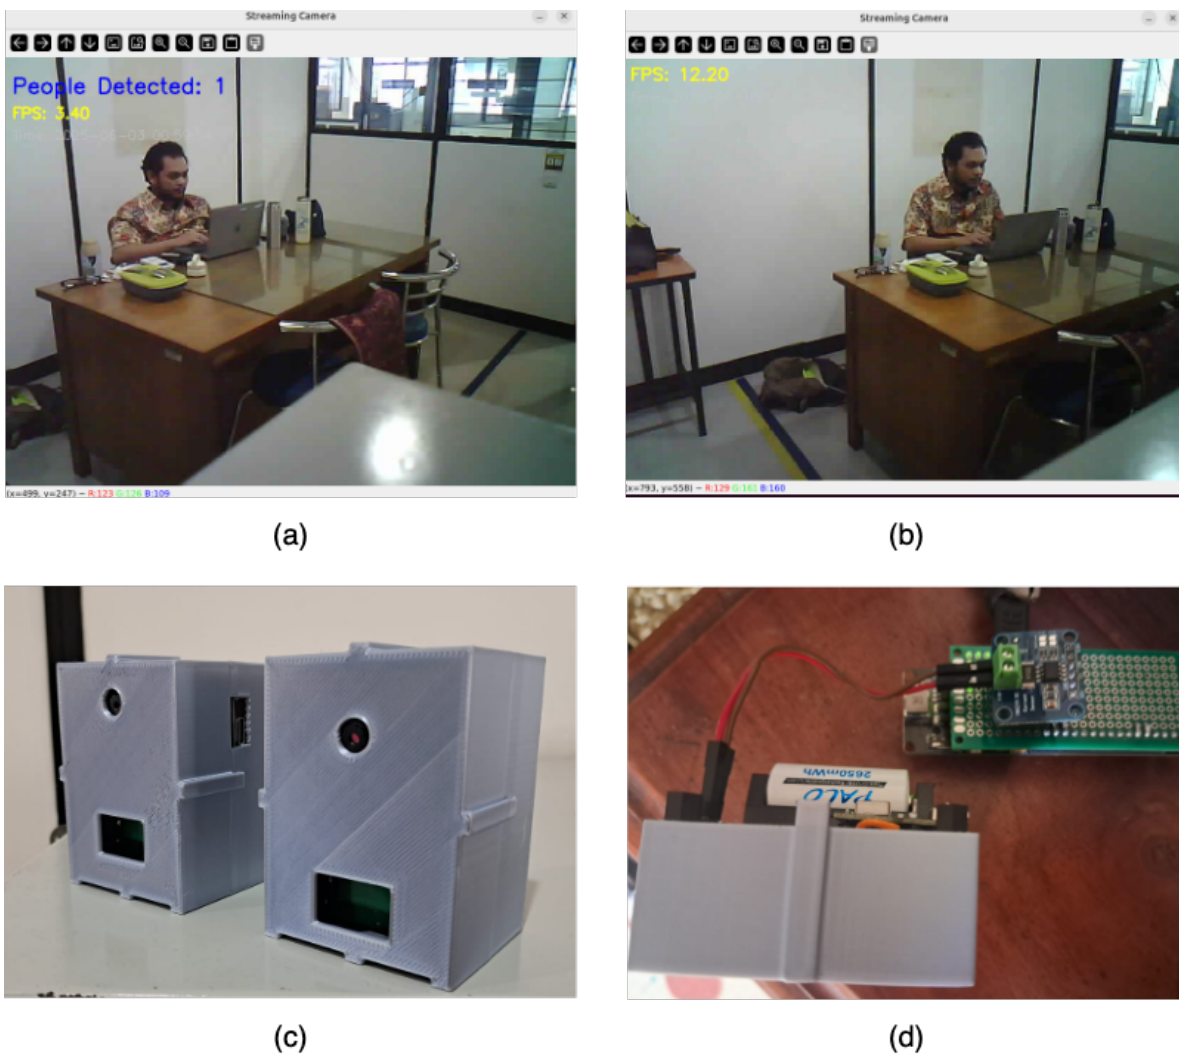 Streaming Camera
People Detected: 1
FPS: 3.40
(x=499, y=247) ~ R:123 G:126 B:109
(a)
Streaming Camera
FPS: 12.20
(x=793, y=558) ~ R:129 G:161 B:160
(b)
(c)
PALO
2650mWh
(d)